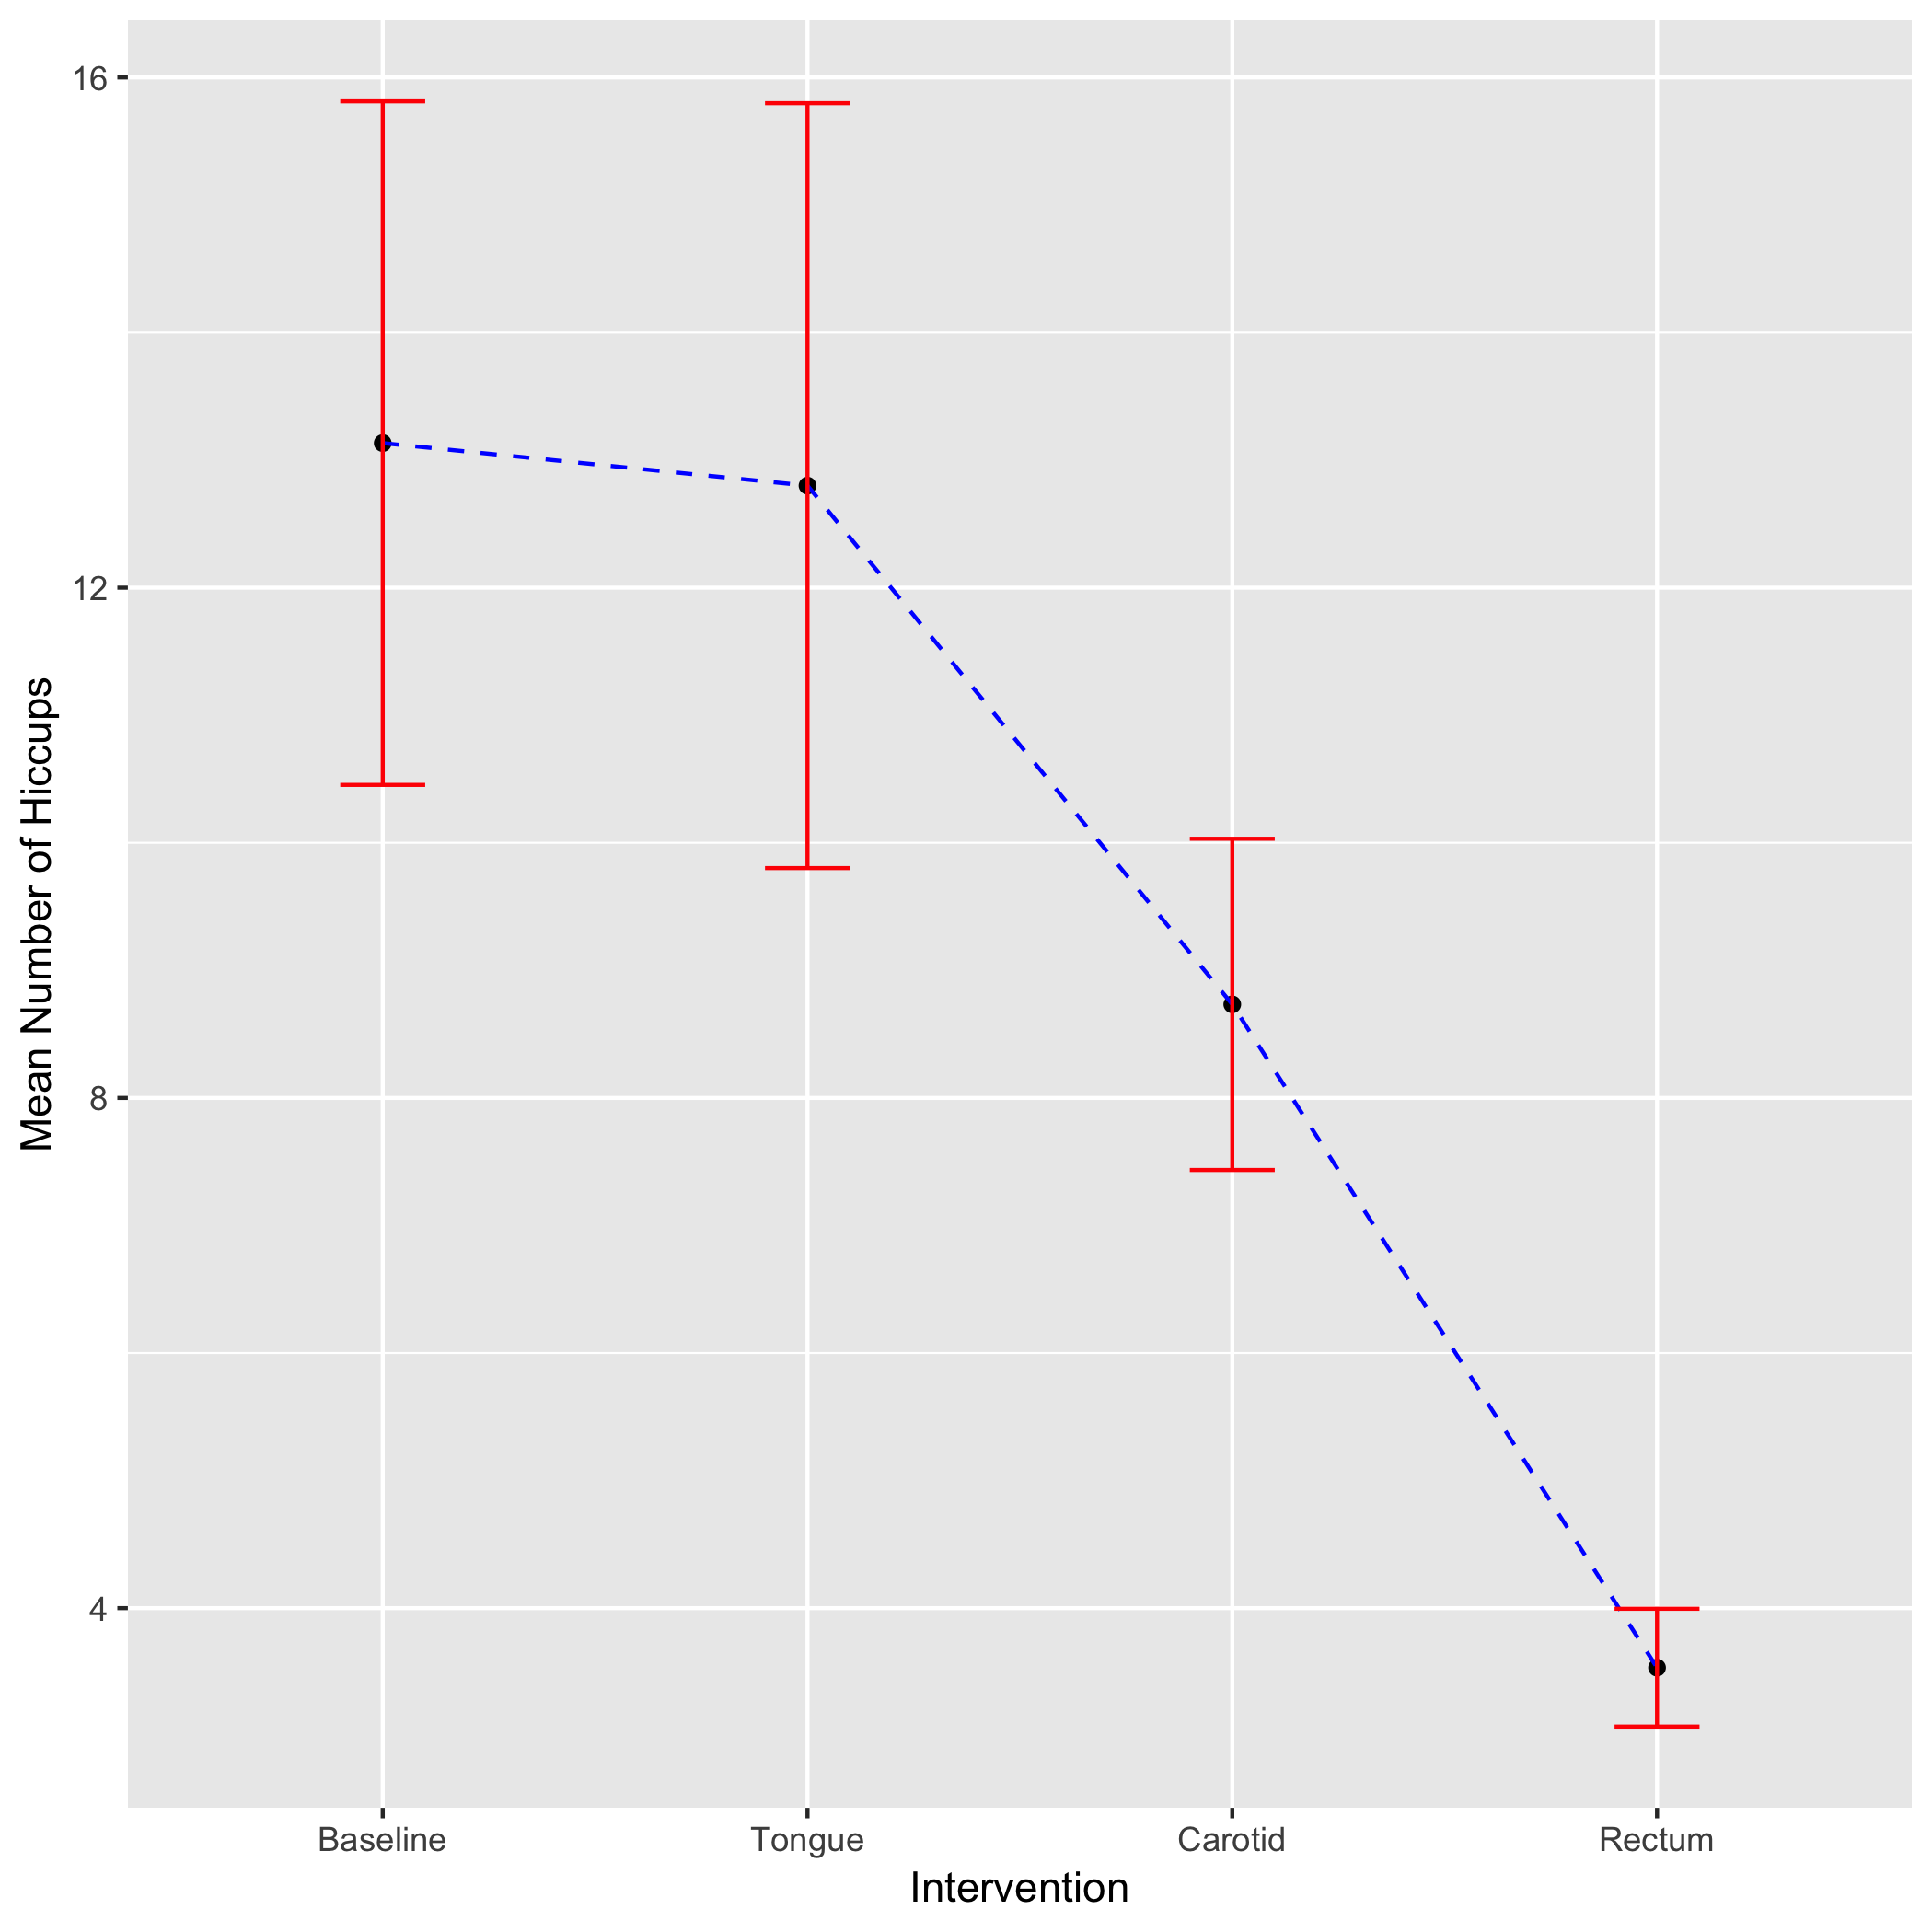 Mean Number of Hiccups
16
12
8
4
Baseline
Tongue
Carotid
Rectum
Intervention